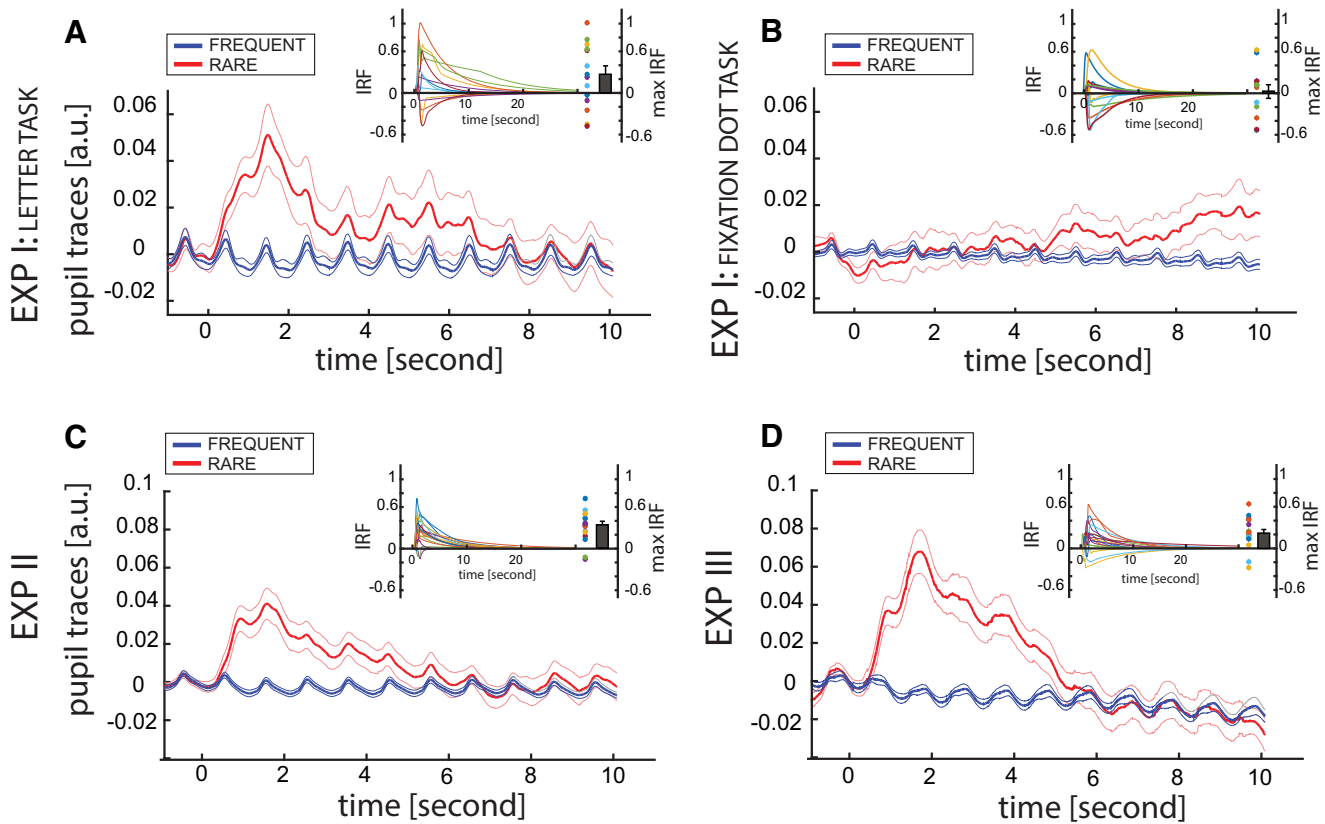 A
FREQUENT
RARE
EXP I: LETTER TASK
pupil traces [a.u.]
0.06
0.04
0.02
0
-0.02
0 2 4 6 8 10
time [second]
IRF
1
0.6
0
-0.6
0 10 20
time [second]
1
0.6
0
-0.6
max IRF
B
FREQUENT
RARE
EXP I: FIXATION DOT TASK
0.06
0.04
0.02
0
-0.02
0 2 4 6 8 10
time [second]
IRF
1
0.6
0
-0.6
0 10 20
time [second]
1
0.6
0
-0.6
max IRF
C
FREQUENT
RARE
EXP II
pupil traces [a.u.]
0.1
0.08
0.06
0.04
0.02
0
-0.02
0 2 4 6 8 10
time [second]
IRF
1
0.6
0
-0.6
0 10 20
time [second]
1
0.6
0
-0.6
max IRF
D
FREQUENT
RARE
EXP III
0.1
0.08
0.06
0.04
0.02
0
-0.02
0 2 4 6 8 10
time [second]
IRF
1
0.6
0
-0.6
0 10 20
time [second]
1
0.6
0
-0.6
max IRF